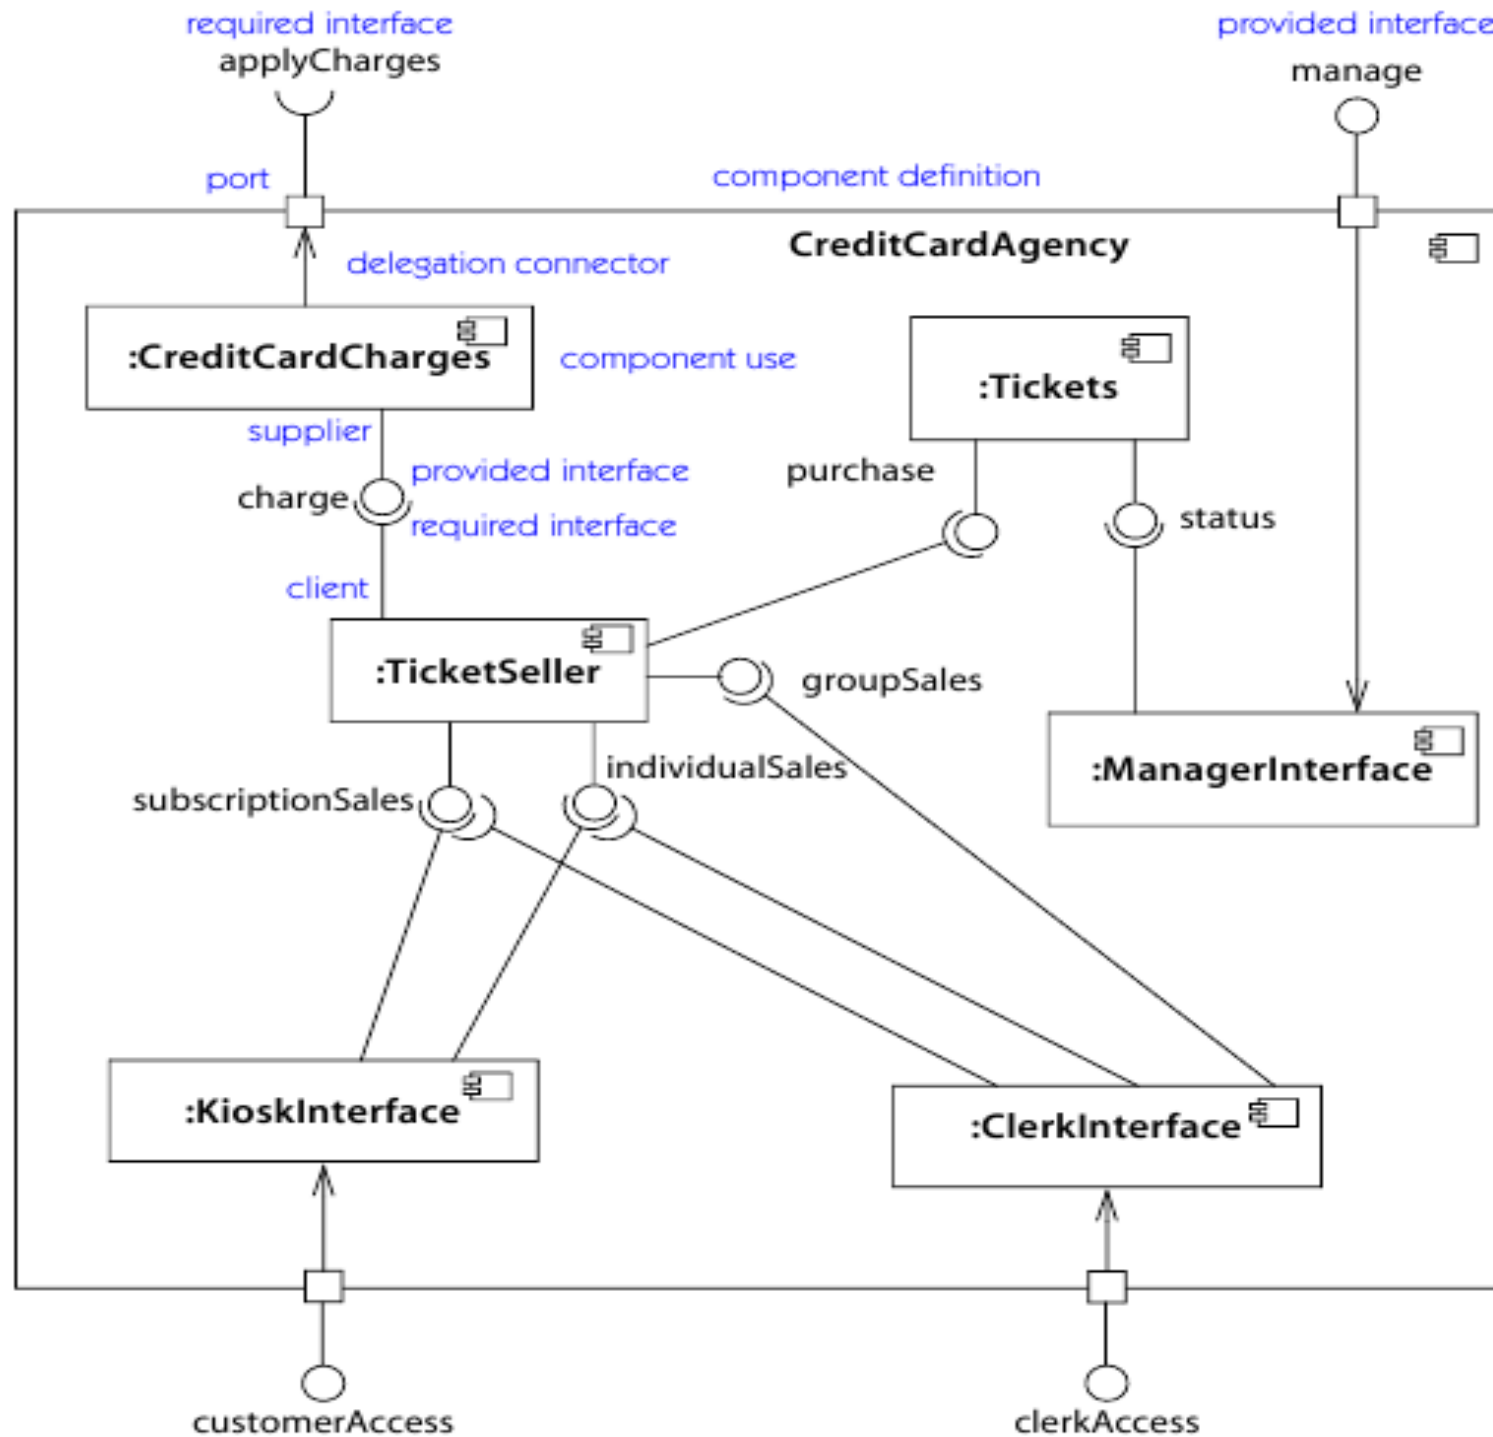 required interface
provided interface
applyCharges
manage
port
component definition
CreditCardAgency
delegation connector
:CreditCardCharges
component use
:Tickets
supplier
provided interface
purchase
charge
required interface
status
client
:TicketSeller
groupSales
individualSales
:ManagerInterface
subscriptionSales
:KioskInterface
:ClerkInterface
customerAccess
clerkAccess